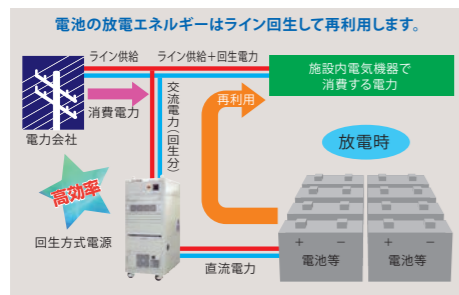 電池の放電エネルギーはライン回生して再利用します。
ライン供給
ライン供給＋回生電力
施設内電気機器で
消費する電力
消費電力
電力会社
交流電力（回生分）
再利用
放電時
高効率
回生方式電源
直流電力
＋ －
電池等
＋ －
電池等